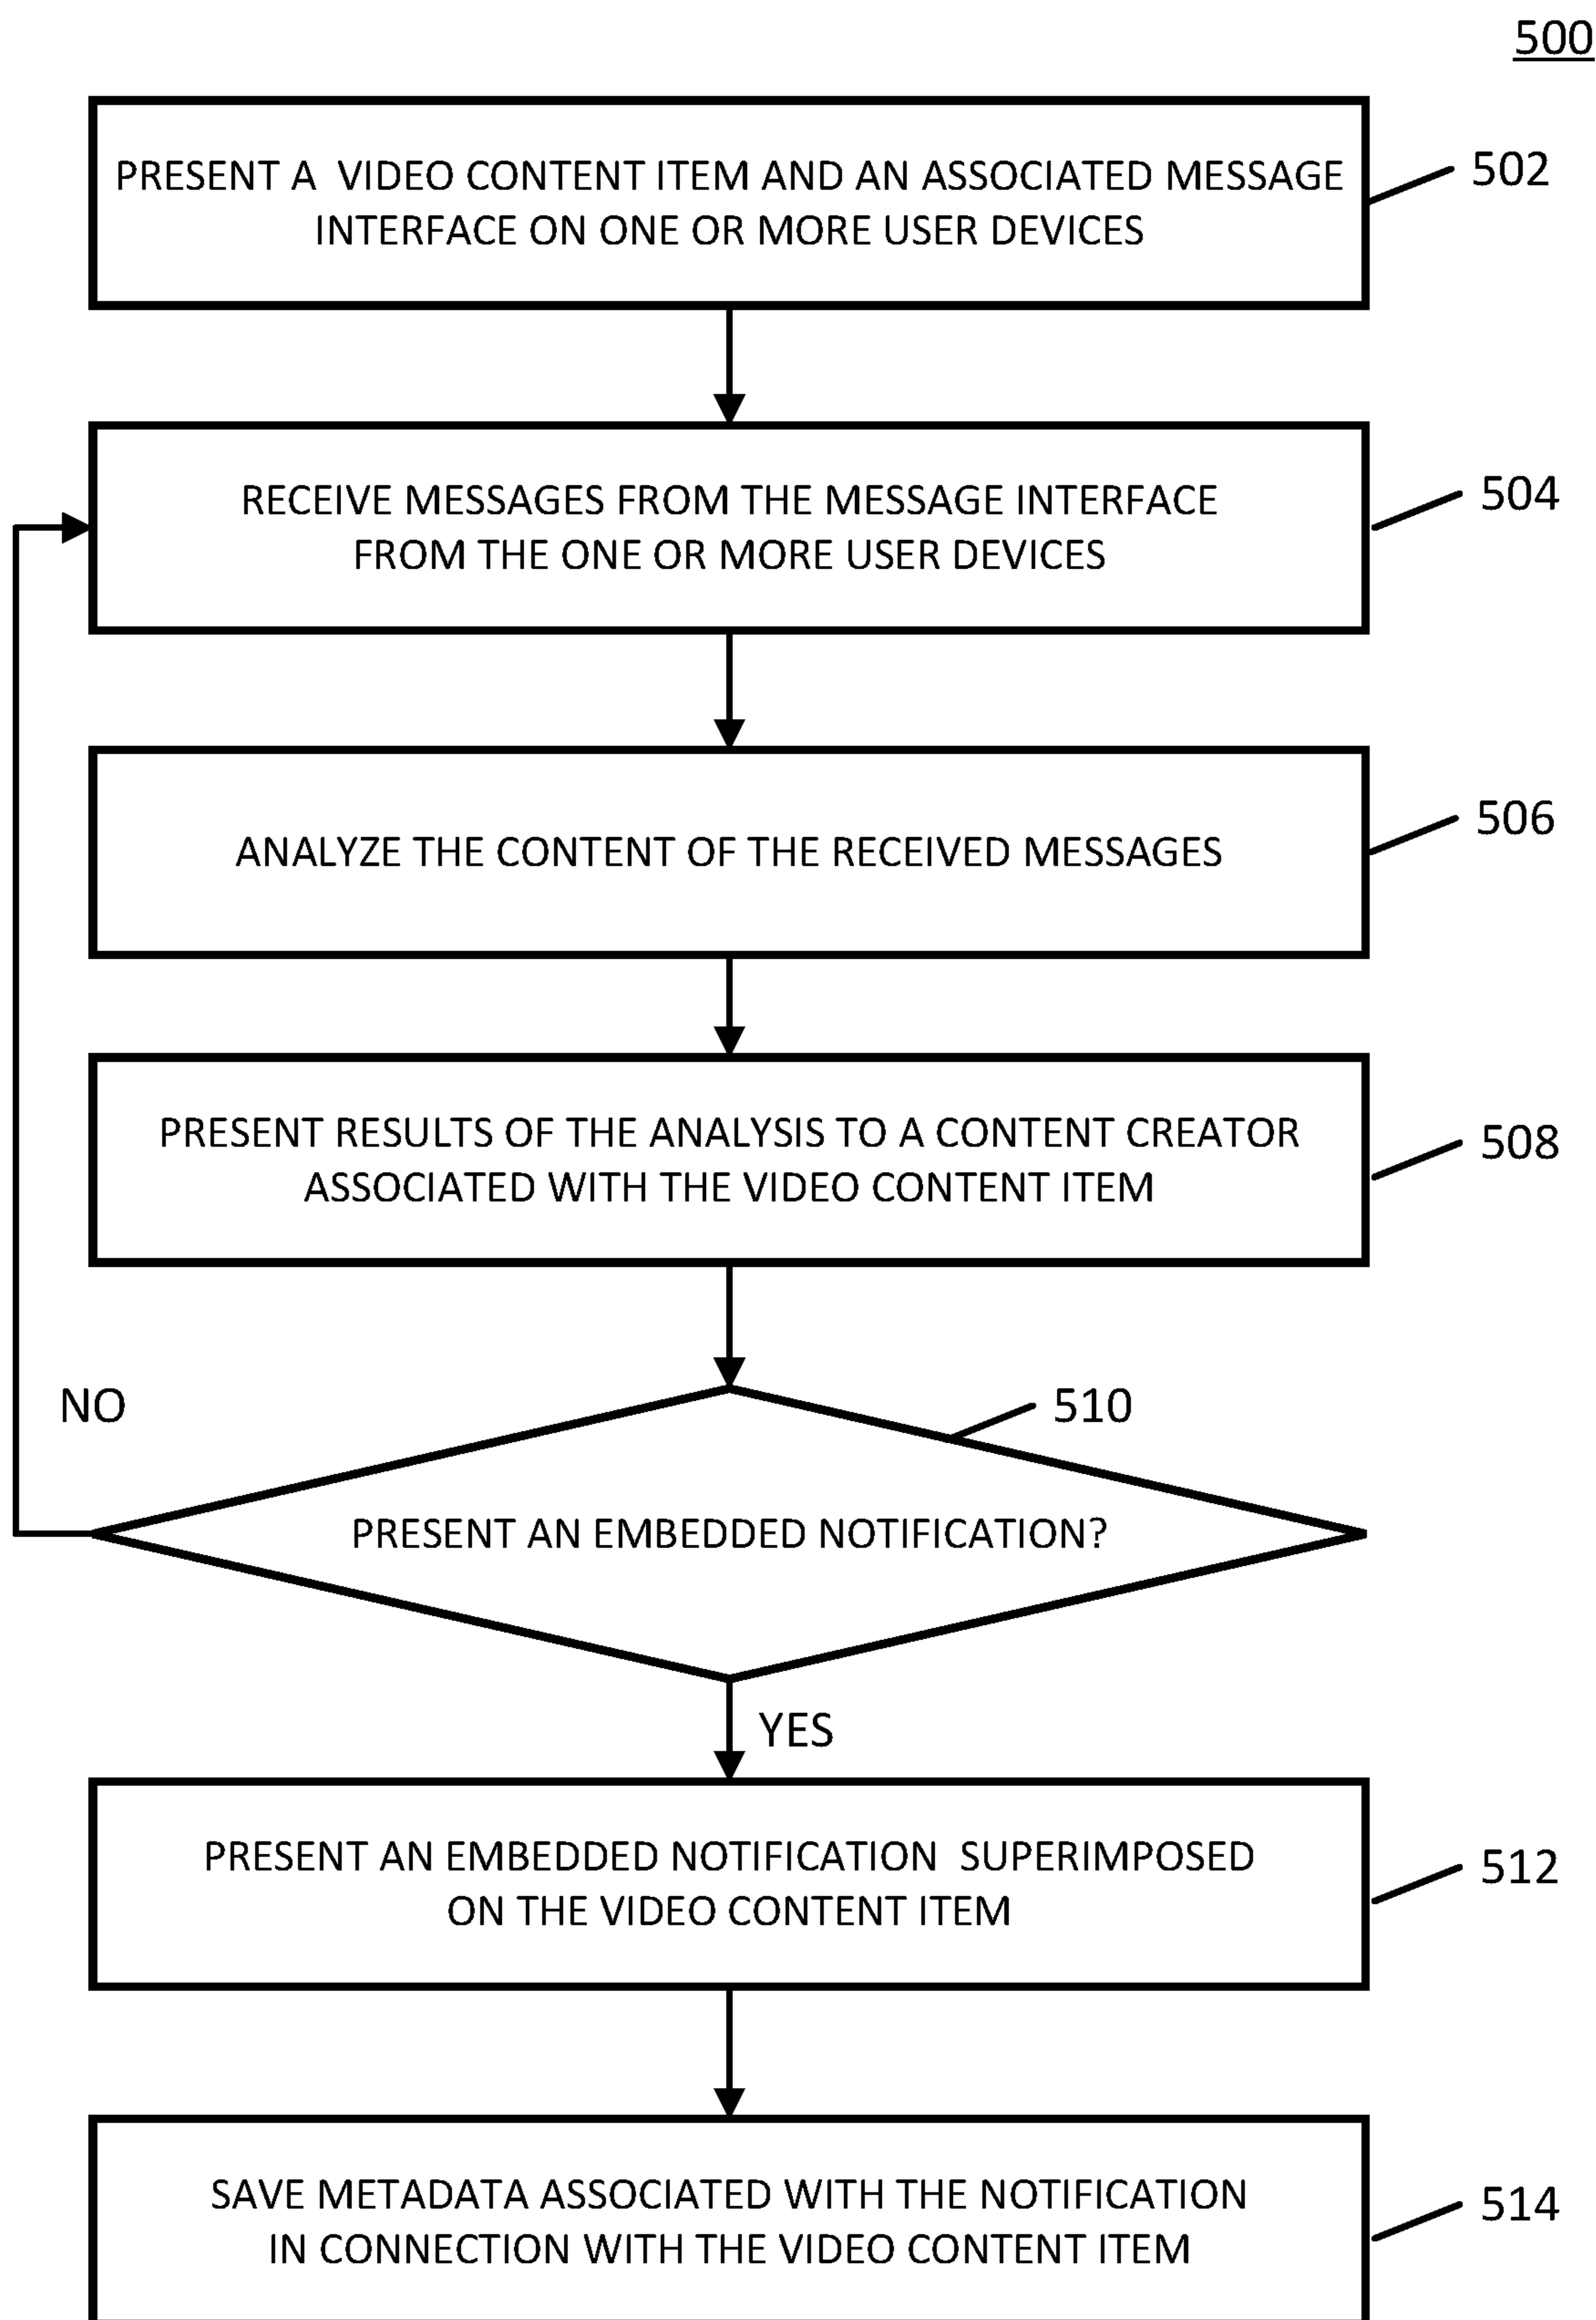 500
PRESENT A VIDEO CONTENT ITEM AND AN ASSOCIATED MESSAGE
INTERFACE ON ONE OR MORE USER DEVICES
502
RECEIVE MESSAGES FROM THE MESSAGE INTERFACE
FROM THE ONE OR MORE USER DEVICES
504
ANALYZE THE CONTENT OF THE RECEIVED MESSAGES
506
PRESENT RESULTS OF THE ANALYSIS TO A CONTENT CREATOR
ASSOCIATED WITH THE VIDEO CONTENT ITEM
508
NO
510
PRESENT AN EMBEDDED NOTIFICATION?
YES
PRESENT AN EMBEDDED NOTIFICATION SUPERIMPOSED
ON THE VIDEO CONTENT ITEM
512
SAVE METADATA ASSOCIATED WITH THE NOTIFICATION
IN CONNECTION WITH THE VIDEO CONTENT ITEM
514